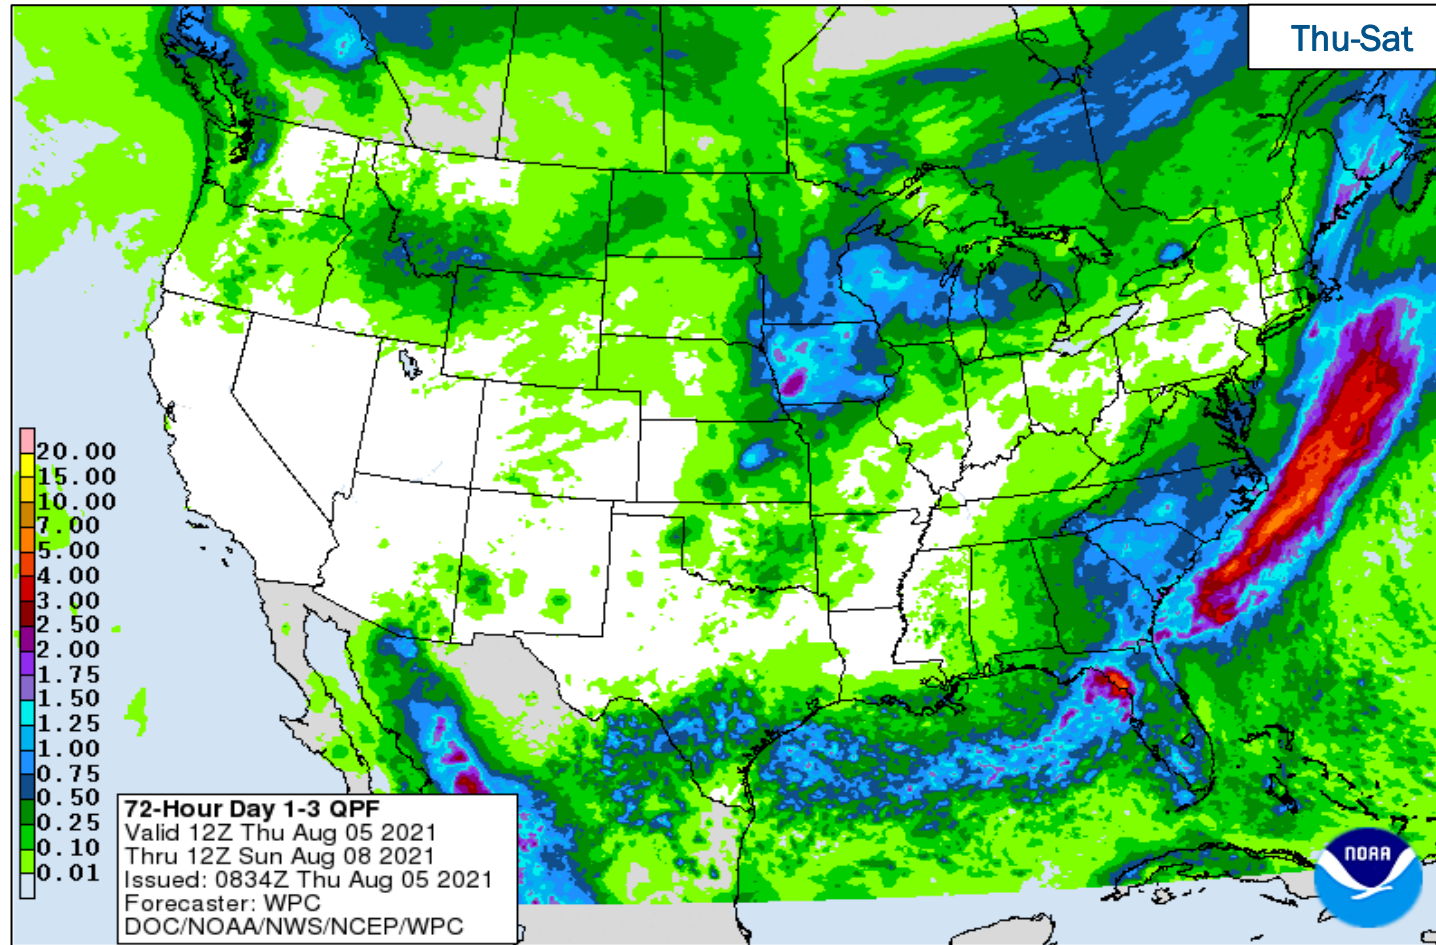 Thu-Sat
20.00
15.00
10.00
7.00
5.00
4.00
3.00
2.50
2.00
1.75
1.50
1.25
1.00
0.75
0.50
0.25
0.10
0.01
72-Hour Day 1-3 QPF
Valid 12Z Thu Aug 05 2021
Thru 12Z Sun Aug 08 2021
Issued: 0834Z Thu Aug 05 2021
Forecaster: WPC
DOC/NOAA/NWS/NCEP/WPC
NOAA